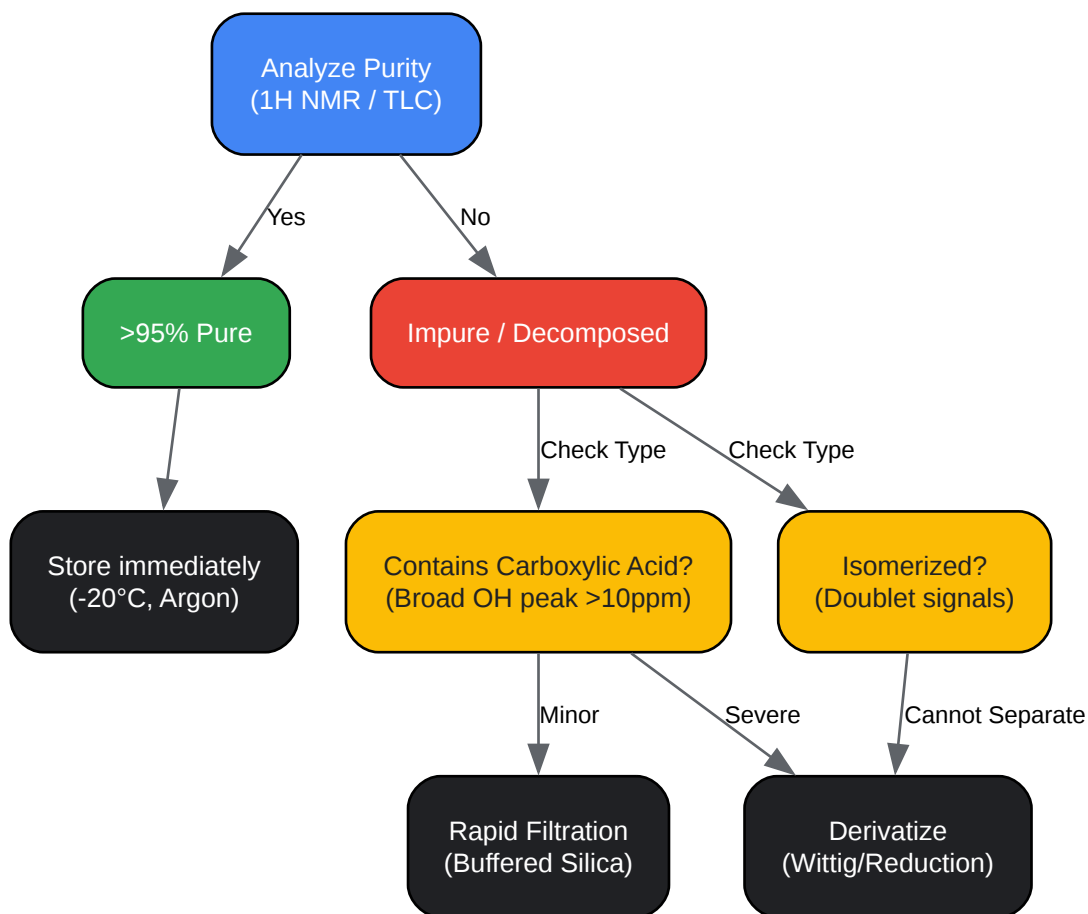 Analyze Purity
(1H NMR / TLC)
Yes
No
>95% Pure
Impure / Decomposed
Check Type
Check Type
Store immediately
(-20°C, Argon)
Contains Carboxylic Acid?
(Broad OH peak >10ppm)
Isomerized?
(Doublet signals)
Minor
Severe
Cannot Separate
Rapid Filtration
(Buffered Silica)
Derivatize
(Wittig/Reduction)